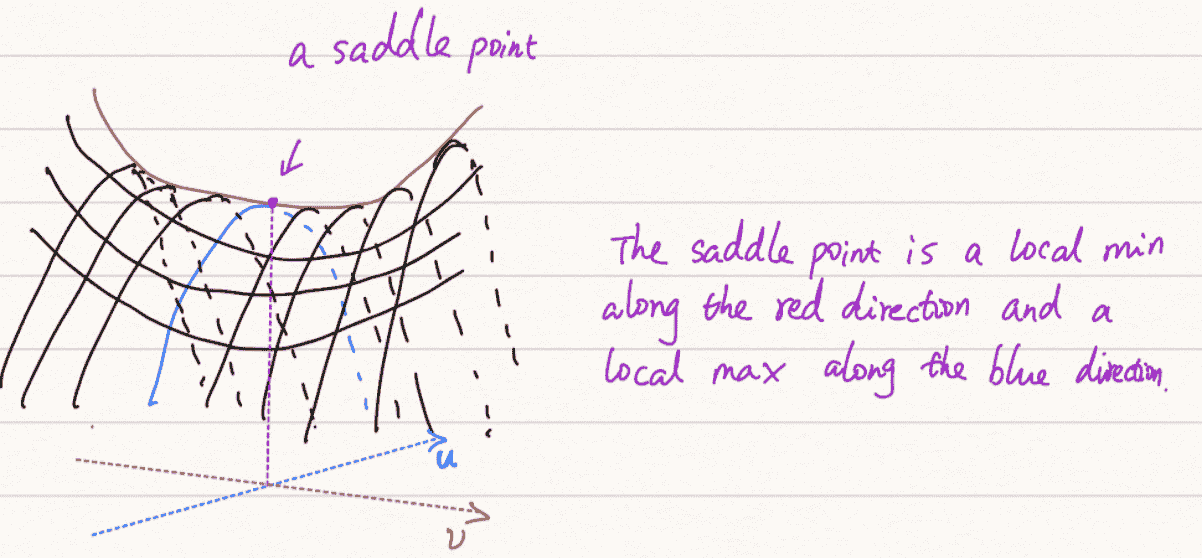 a saddle point
The saddle point is a local min
along the red direction and a
local max along the blue direction.
u
v